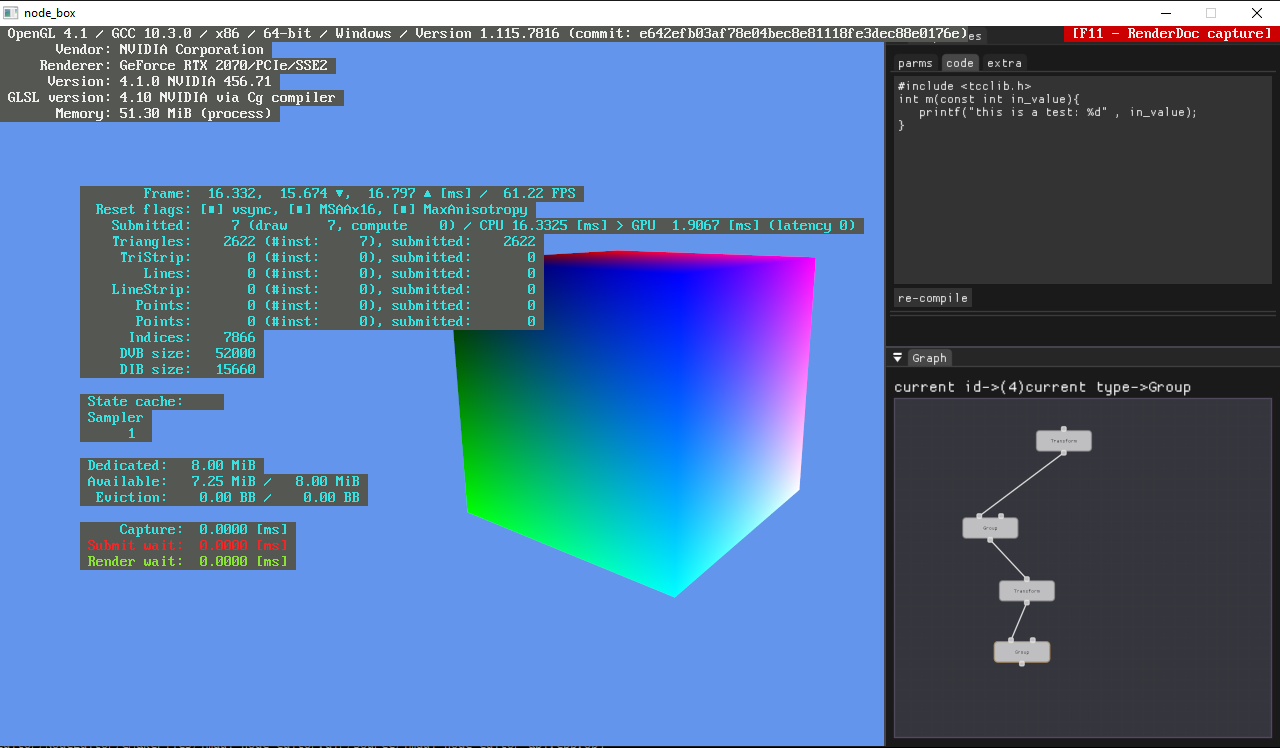 node_box
OpenGL 4.1 / GCC 10.3.0 / x86 / 64-bit / Windows / Version 1.115.7816 (commit: e642efb03af78e04bec8e81118fe3dec88e0176e)
[F11 - RenderDoc capture]
Vendor: NVIDIA Corporation
Renderer: GeForce RTX 2070/PCIe/SSE2
Version: 4.1.0 NVIDIA 456.71
GLSL version: 4.10 NVIDIA via Cg compiler
Memory: 51.30 MiB (process)
Frame: 16.332, 15.674 ▼, 16.797 ▲ [ms] / 61.22 FPS
Reset flags: [■] vsync, [■] MSAAx16, [■] MaxAnisotropy
Submitted: 7 (draw 7, compute 0) / CPU 16.3325 [ms] > GPU 1.9067 [ms] (latency 0)
Triangles: 2622 (#inst: 7), submitted: 2622
TriStrip: 0 (#inst: 0), submitted: 0
Lines: 0 (#inst: 0), submitted: 0
LineStrip: 0 (#inst: 0), submitted: 0
Points: 0 (#inst: 0), submitted: 0
Points: 0 (#inst: 0), submitted: 0
Indices: 7866
DVB size: 52000
DIB size: 15660
State cache:
Sampler
1
Dedicated: 8.00 MiB
Available: 7.25 MiB / 8.00 MiB
Eviction: 0.00 BB / 0.00 BB
Capture: 0.0000 [ms]
Submit wait: 0.0000 [ms]
Render wait: 0.0000 [ms]
parms code extra
#include <tcclib.h>
int m(const int in_value){
printf("this is a test: %d" , in_value);
}
re-compile
Graph
current id->(4)current type->Group
Transform
Group
Transform
Group